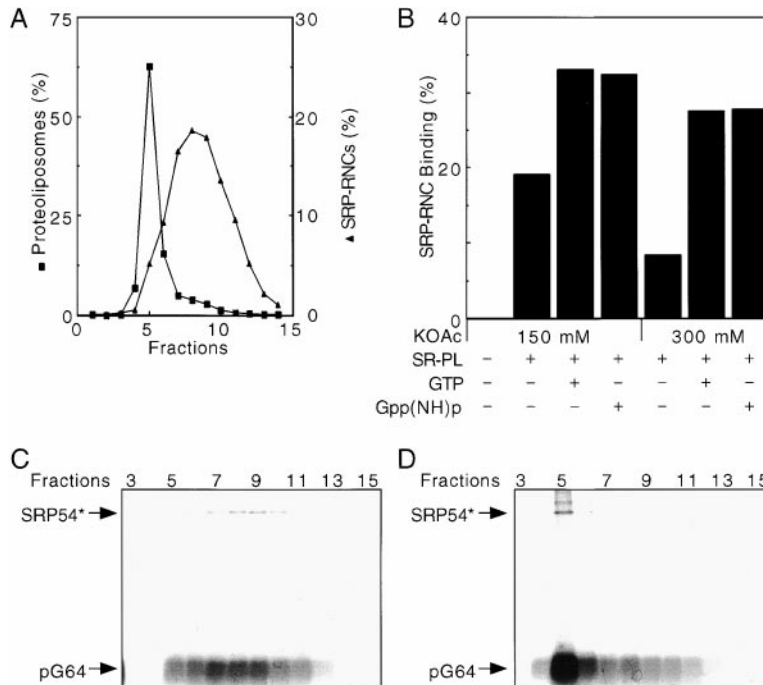 A
B
75
50
25
0
■ Proteoliposomes (%)
30
20
10
0
▲ SRP-RNCs (%)
0 5 10 15
Fractions
40
20
0
SRP-RNC Binding (%)
KOAc 150 mM 300 mM
SR-PL - + + + + + +
GTP - - + - - + -
Gpp(NH)p - - - + - - +
C
Fractions 3 5 7 9 11 13 15
SRP54*
pG64
D
Fractions 3 5 7 9 11 13 15
SRP54*
pG64